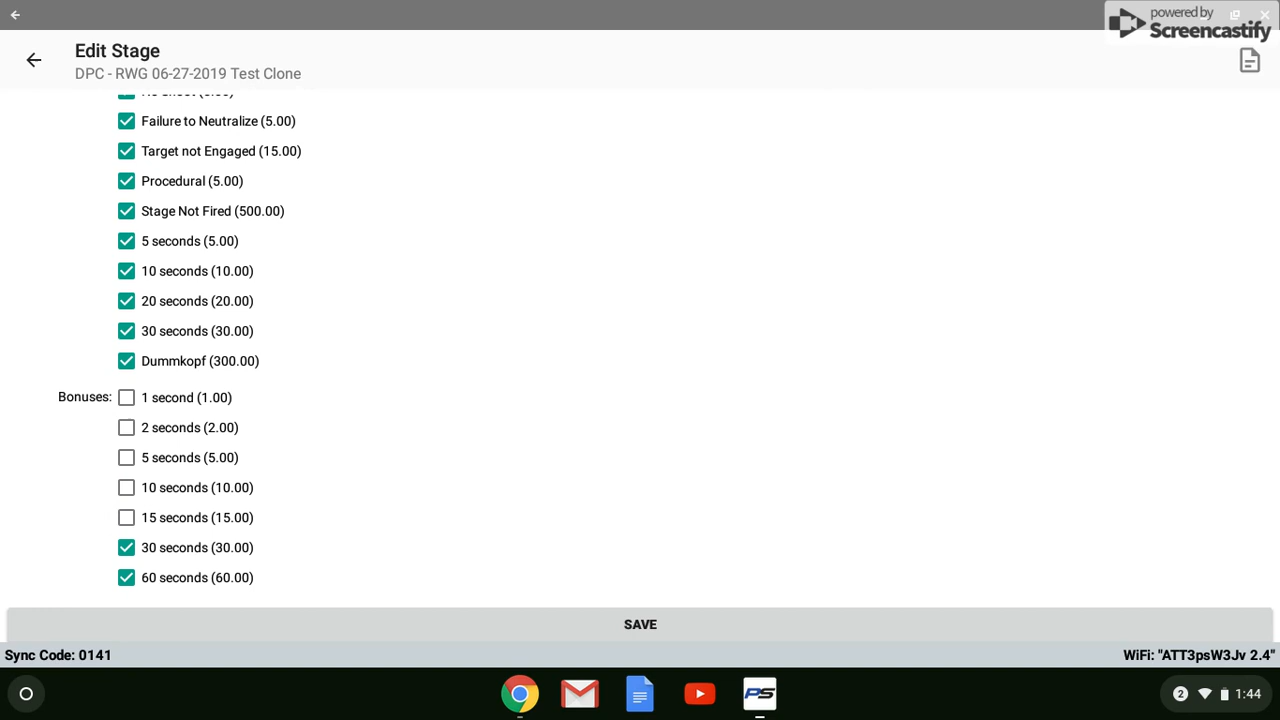 powered by
Screencastify
Edit Stage
DPC - RWG 06-27-2019 Test Clone
Failure to Neutralize (5.00)
Target not Engaged (15.00)
Procedural (5.00)
Stage Not Fired (500.00)
5 seconds (5.00)
10 seconds (10.00)
20 seconds (20.00)
30 seconds (30.00)
Dummkopf (300.00)
Bonuses: 1 second (1.00)
2 seconds (2.00)
5 seconds (5.00)
10 seconds (10.00)
15 seconds (15.00)
30 seconds (30.00)
60 seconds (60.00)
SAVE
Sync Code: 0141 WiFi: "ATT3psW3Jv 2.4"
PS 2 1:44